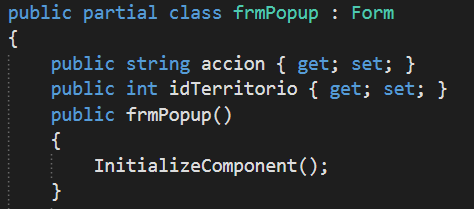 public partial class frmPopup : Form
{
public string accion { get; set; }
public int idTerritorio { get; set; }
public frmPopup()
{
InitializeComponent();
}